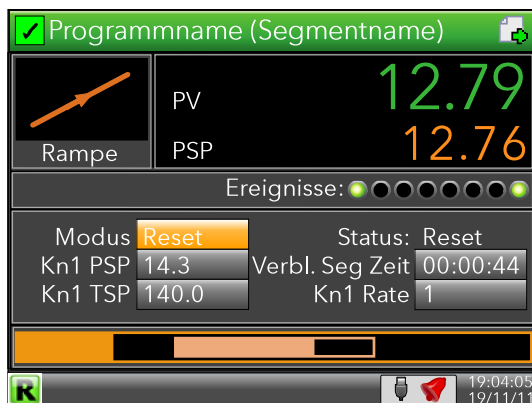 Programmname (Segmentname)
PV 12.79
Rampe
PSP 12.76
Ereignisse:
Modus Reset Status: Reset
Kn1 PSP 14.3 Verbl. Seg Zeit 00:00:44
Kn1 TSP 140.0 Kn1 Rate 1
R
19:04:05
19/11/11